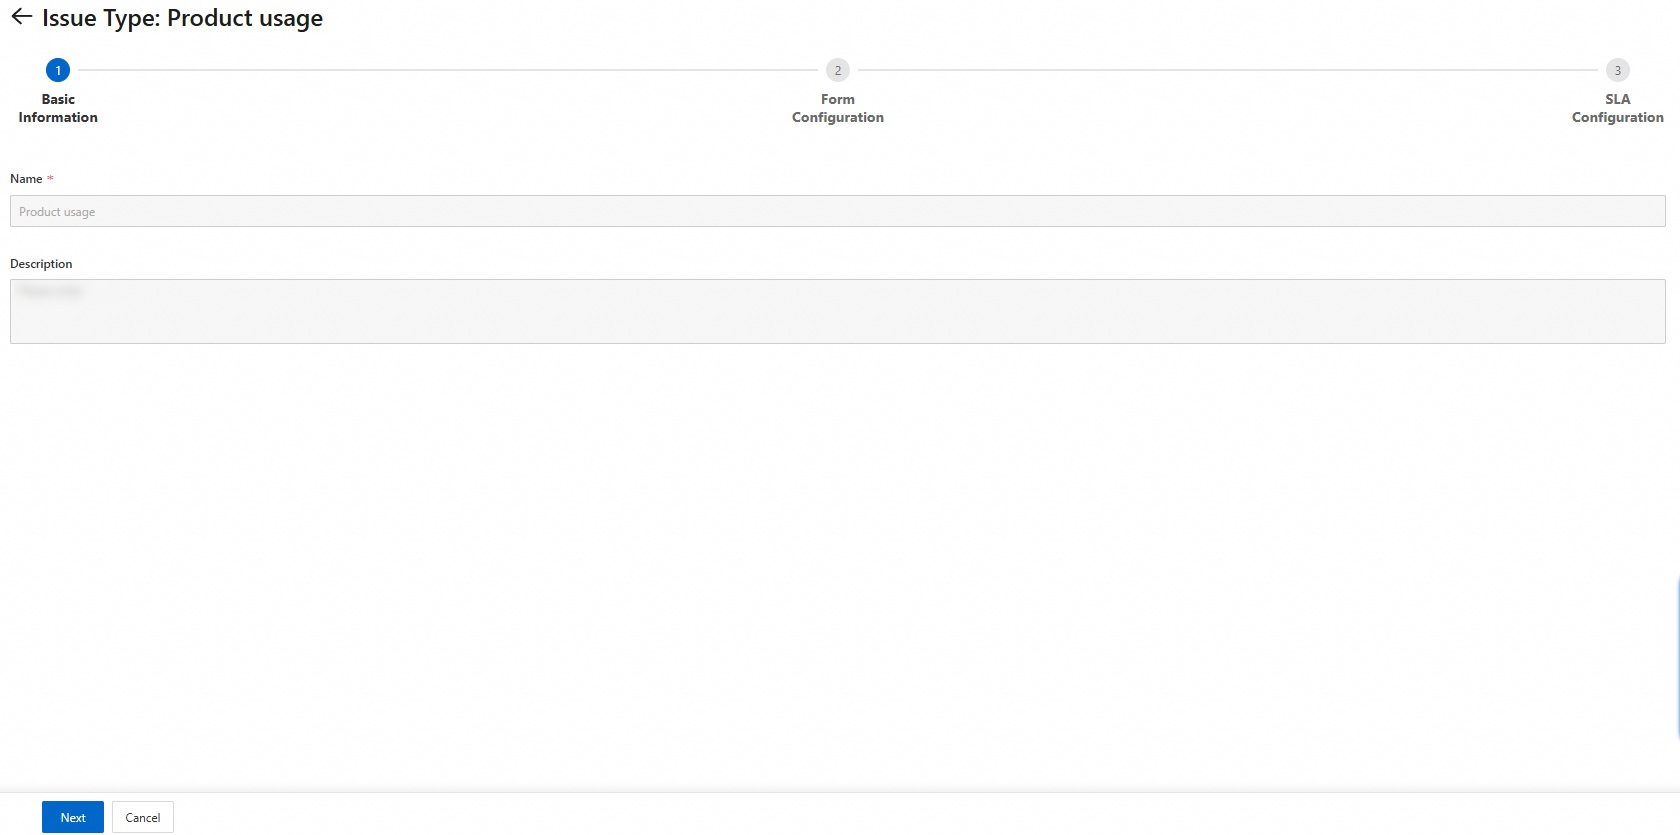 Issue Type: Product usage
1
2
3
Basic
Information
Form
Configuration
SLA
Configuration
Name *
Product usage
Description
Next
Cancel